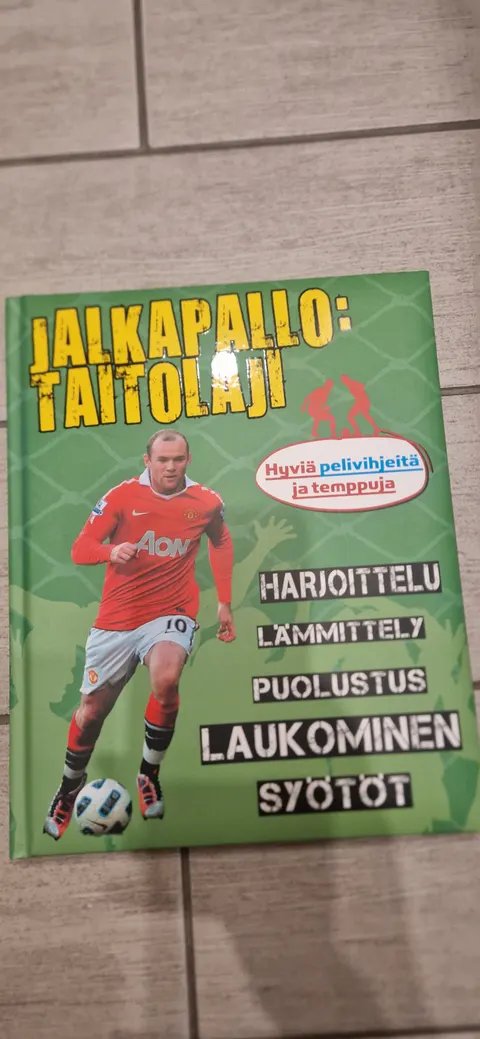 JALKAPALLO:
TAITOLAJI
Hyviä pelivihjeitä
ja temppuja
AON
10
HARJOITTELU
LÄMMITTELY
PUOLUSTUS
LAUKOMINEN
SYÖTÖT